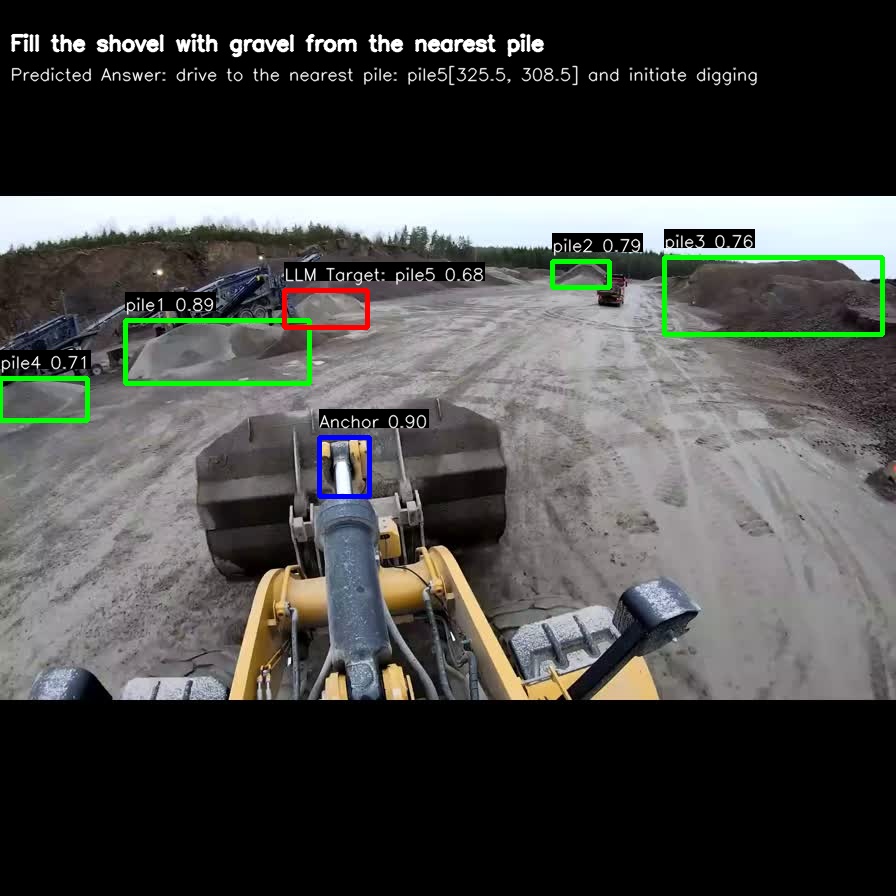 Fill the shovel with gravel from the nearest pile
Predicted Answer: drive to the nearest pile: pile5[325.5, 308.5] and initiate digging
pile2 0.79
pile3 0.76
LLM Target: pile5 0.68
pile1 0.89
pile4 0.71
Anchor 0.90